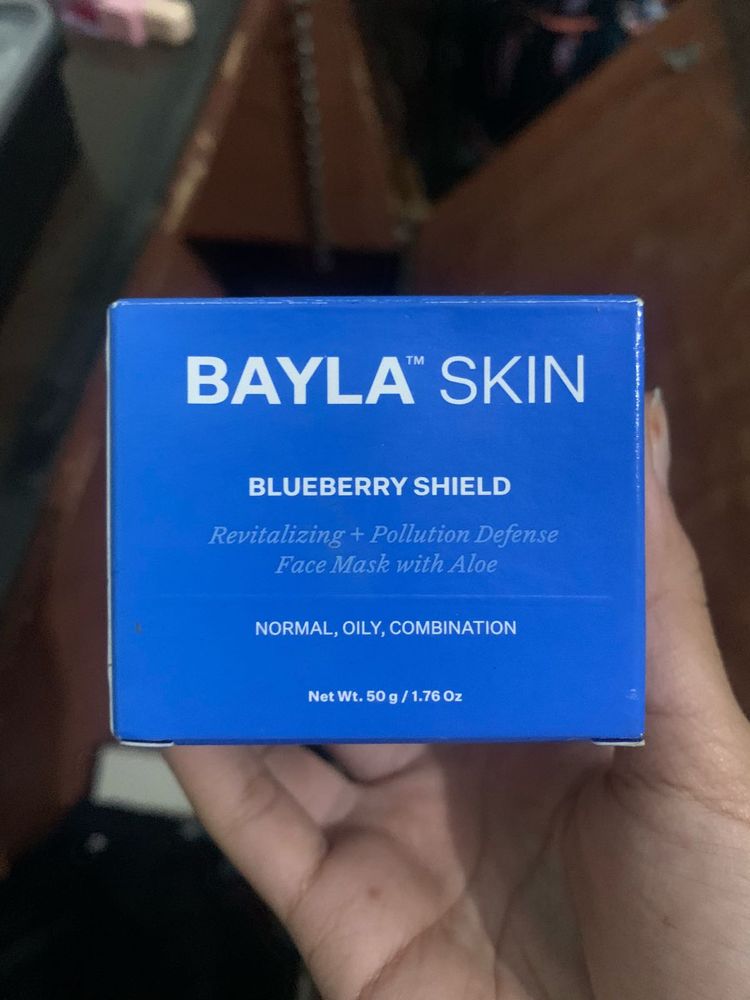 BAYLA™ SKIN
BLUEBERRY SHIELD
Revitalizing + Pollution Defense
Face Mask with Aloe
NORMAL, OILY, COMBINATION
Net Wt. 50 g / 1.76 Oz